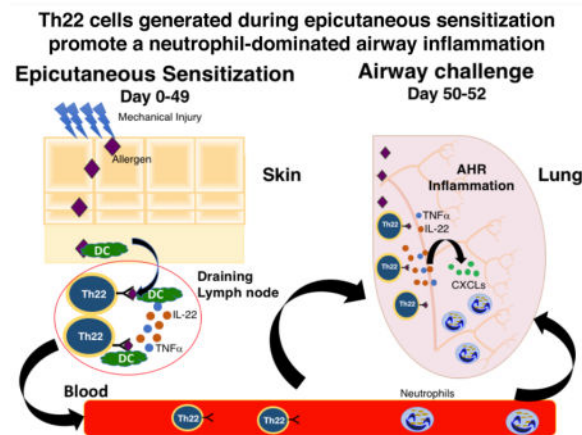 Th22 cells generated during epicutaneous sensitization
promote a neutrophil-dominated airway inflammation
Epicutaneous Sensitization
Day 0-49
Mechanical Injury
Allergen
Skin
DC
Draining
Lymph node
Th22
DC
IL-22
Th22
TNFα
DC
Airway challenge
Day 50-52
AHR
Inflammation
Lung
Th22
TNFα
IL-22
Th22
CXCLs
Th22
Blood
Neutrophils
Th22
Th22